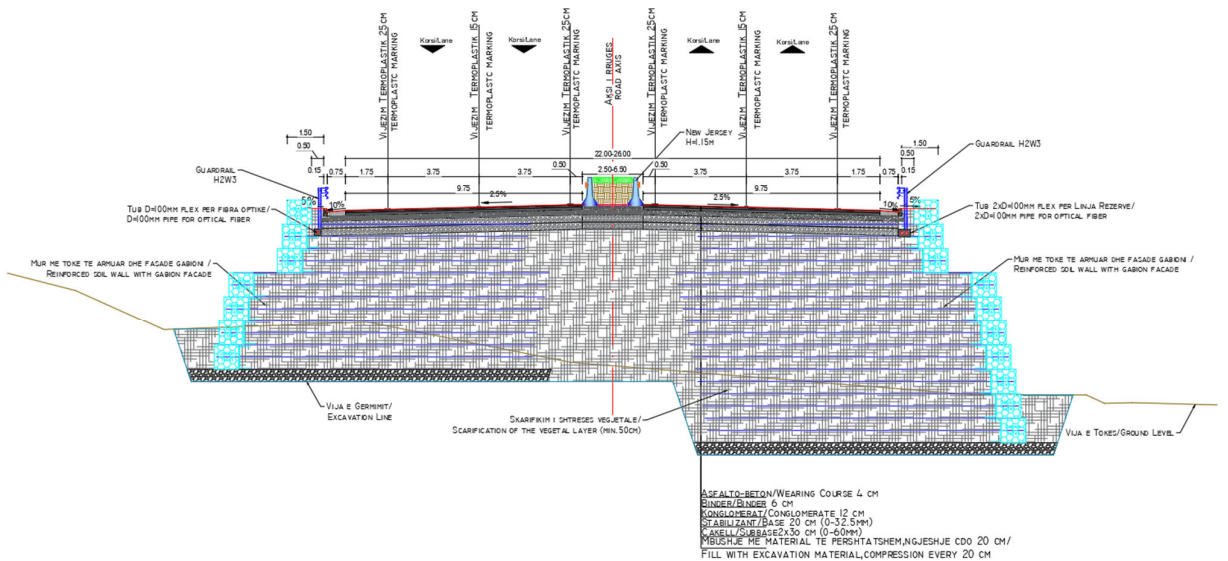 Korsi/Lane
Korsi/Lane
Korsi/Lane
Korsi/Lane
VIJEZIM TERMOPLASTIK 25CM
TERMOPLASTC MARKING
VIJEZIM TERMOPLASTIK 15CM
TERMOPLASTC MARKING
VIJEZIM TERMOPLASTIK 25CM
TERMOPLASTC MARKING
AKSI I RRUGES
ROAD AXIS
VIJEZIM TERMOPLASTIK 25CM
TERMOPLASTC MARKING
VIJEZIM TERMOPLASTIK 15CM
TERMOPLASTC MARKING
VIJEZIM TERMOPLASTIK 25CM
TERMOPLASTC MARKING
NEW JERSEY
H=1.15M
1.50
0.50
0.15
0.75
1.75
3.75
3.75
0.50
22.00-26.00
2.50-6.50
0.50
3.75
3.75
1.75
0.75
0.15
0.50
1.50
9.75
9.75
2.5%
2.5%
5%
10%
10%
5%
GUARDRAIL
H2W3
GUARDRAIL H2W3
TUB D=100MM FLEX PER FIBRA OPTIKE/
D=100MM PIPE FOR OPTICAL FIBER
TUB 2XD=100MM FLEX PER LINJA REZERVE/
2XD=100MM PIPE FOR OPTICAL FIBER
MUR ME TOKE TE ARMUAR DHE FASADE GABIONI /
REINFORCED SOIL WALL WITH GABION FACADE
MUR ME TOKE TE ARMUAR DHE FASADE GABIONI /
REINFORCED SOIL WALL WITH GABION FACADE
VIJA E GERMIMIT/
EXCAVATION LINE
SKARIFIKIM I SHTRESES VEGJETALE/
SCARIFICATION OF THE VEGETAL LAYER (MIN.50CM)
VIJA E TOKES/GROUND LEVEL
ASFALTO-BETON/WEARING COURSE 4 CM
BINDER/BINDER 6 CM
KONGLOMERAT/CONGLOMERATE 12 CM
STABILIZANT/BASE 20 CM (0-32.5MM)
CAKELL/SUBBASE2X30 CM (0-60MM)
MBUSHJE ME MATERIAL TE PERSHTATSHEM,NGJESHJE CDO 20 CM/
FILL WITH EXCAVATION MATERIAL,COMPRESSION EVERY 20 CM